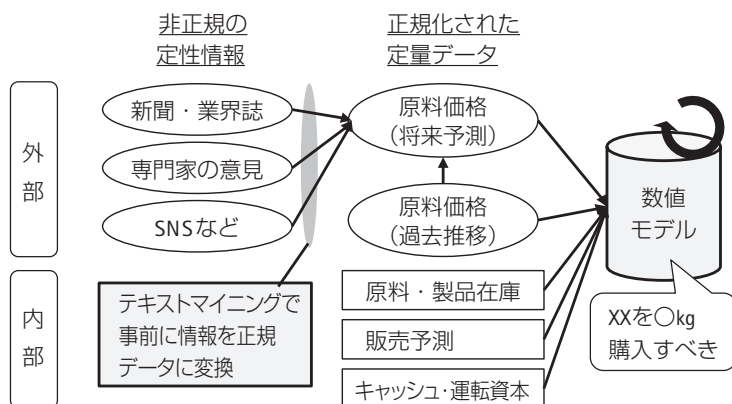 非正規の
定性情報
正規化された
定量データ
外部
新聞・業界誌
専門家の意見
SNSなど
原料価格
(将来予測)
原料価格
(過去推移)
数値
モデル
内部
テキストマイニングで
事前に情報を正規
データに変換
原料・製品在庫
販売予測
キャッシュ・運転資本
XXを○kg
購入すべき